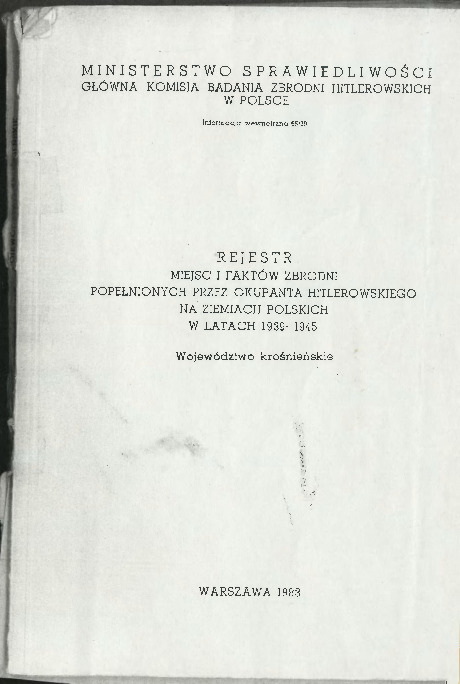 MINISTERSTWO SPRAWIEDLIWOŚCI
GŁÓWNA KOMISJA BADANIA ZBRODNI HITLEROWSKICH
W POLSCE
REJESTR
MIEJSC I FAKTÓW ZBRODNI
POPEŁNIONYCH PRZEZ OKUPANTA HITLEROWSKIEGO
NA ZIEMIACH POLSKICH
W LATACH 1939-1945
Województwo krośnieńskie
WARSZAWA 1983